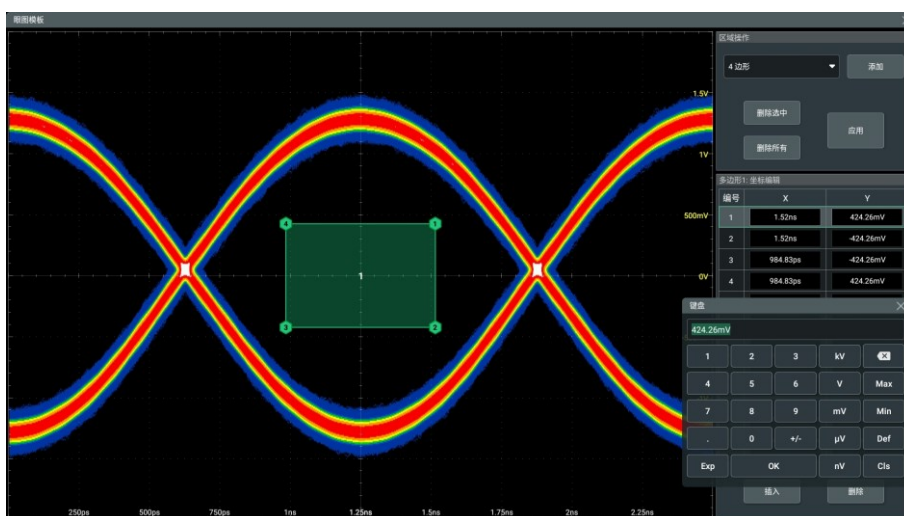 眼图模板
区域操作
4 边形
添加
删除选中
应用
删除所有
1.5V
1V
500mV
0V
多边形1: 坐标编辑
编号 X Y
1 1.52ns 424.26mV
2 1.52ns -424.26mV
3 984.83ps -424.26mV
4 984.83ps 424.26mV
4 1
1
3 2
键盘
424.26mV
1 2 3 kV
4 5 6 V Max
7 8 9 mV Min
. 0 +/- μV Def
Exp OK nV Cls
插入 删除
250ps 500ps 750ps 1ns 1.25ns 1.5ns 1.75ns 2ns 2.25ns